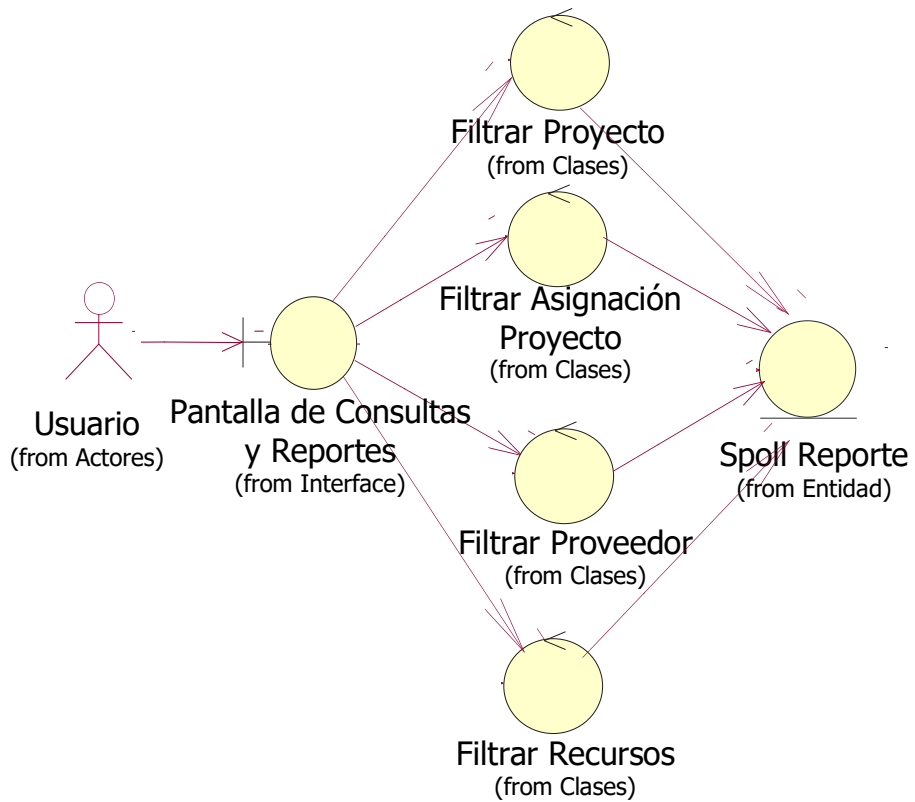 Filtrar Proyecto
(from Clases)
Filtrar Asignación
Proyecto
(from Clases)
Usuario
(from Actores)
Pantalla de Consultas
y Reportes
(from Interface)
Spoll Reporte
(from Entidad)
Filtrar Proveedor
(from Clases)
Filtrar Recursos
(from Clases)